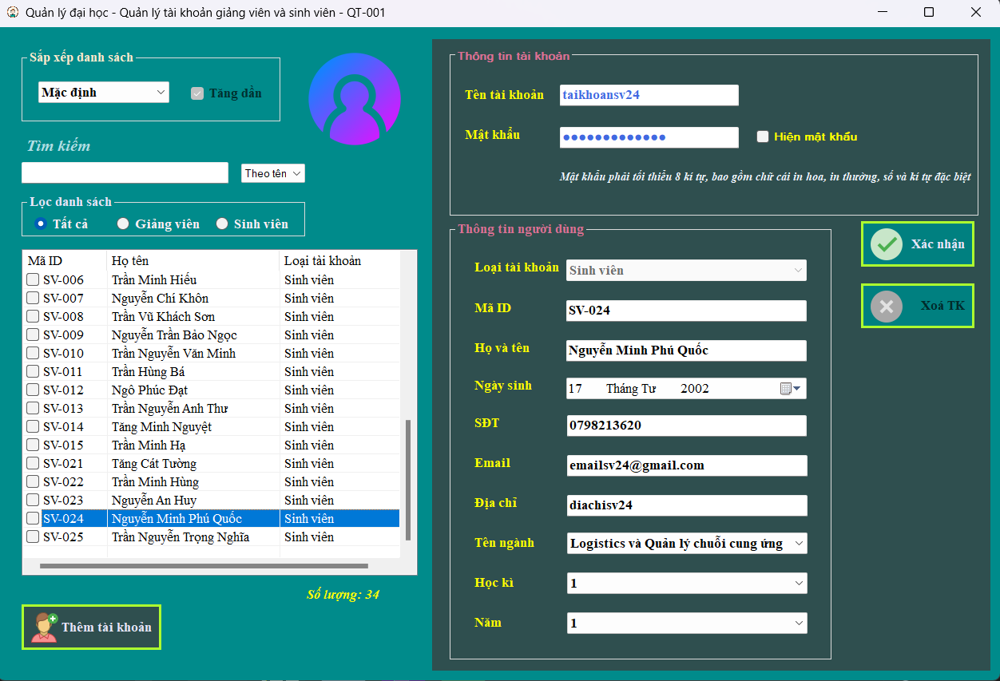 Quản lý đại học - Quản lý tài khoản giảng viên và sinh viên - QT-001
Sắp xếp danh sách
Mặc định
Tăng dần
Tìm kiếm
Theo tên
Lọc danh sách
Tất cả Giảng viên Sinh viên
Mã ID Họ tên Loại tài khoản
SV-006 Trần Minh Hiếu Sinh viên
SV-007 Nguyễn Chí Khôn Sinh viên
SV-008 Trần Vũ Khách Sơn Sinh viên
SV-009 Nguyễn Trần Bảo Ngọc Sinh viên
SV-010 Trần Nguyễn Văn Minh Sinh viên
SV-011 Trần Hùng Bá Sinh viên
SV-012 Ngô Phúc Đạt Sinh viên
SV-013 Trần Nguyễn Anh Thư Sinh viên
SV-014 Tăng Minh Nguyệt Sinh viên
SV-015 Trần Minh Hạ Sinh viên
SV-021 Tăng Cát Tường Sinh viên
SV-022 Trần Minh Hùng Sinh viên
SV-023 Nguyễn An Huy Sinh viên
SV-024 Nguyễn Minh Phú Quốc Sinh viên
SV-025 Trần Nguyễn Trọng Nghĩa Sinh viên
Số lượng: 34
Thêm tài khoản
Thông tin tài khoản
Tên tài khoản taikhoansv24
Mật khẩu ●●●●●●●●●●●●● Hiện mật khẩu
Mật khẩu phải tối thiểu 8 kí tự, bao gồm chữ cái in hoa, in thường, số và kí tự đặc biệt
Thông tin người dùng
Loại tài khoản Sinh viên
Mã ID SV-024
Họ và tên Nguyễn Minh Phú Quốc
Ngày sinh 17 Tháng Tư 2002
SĐT 0798213620
Email emailsv24@gmail.com
Địa chỉ diachisv24
Tên ngành Logistics và Quản lý chuỗi cung ứng
Học kì 1
Năm 1
Xác nhận
Xoá TK